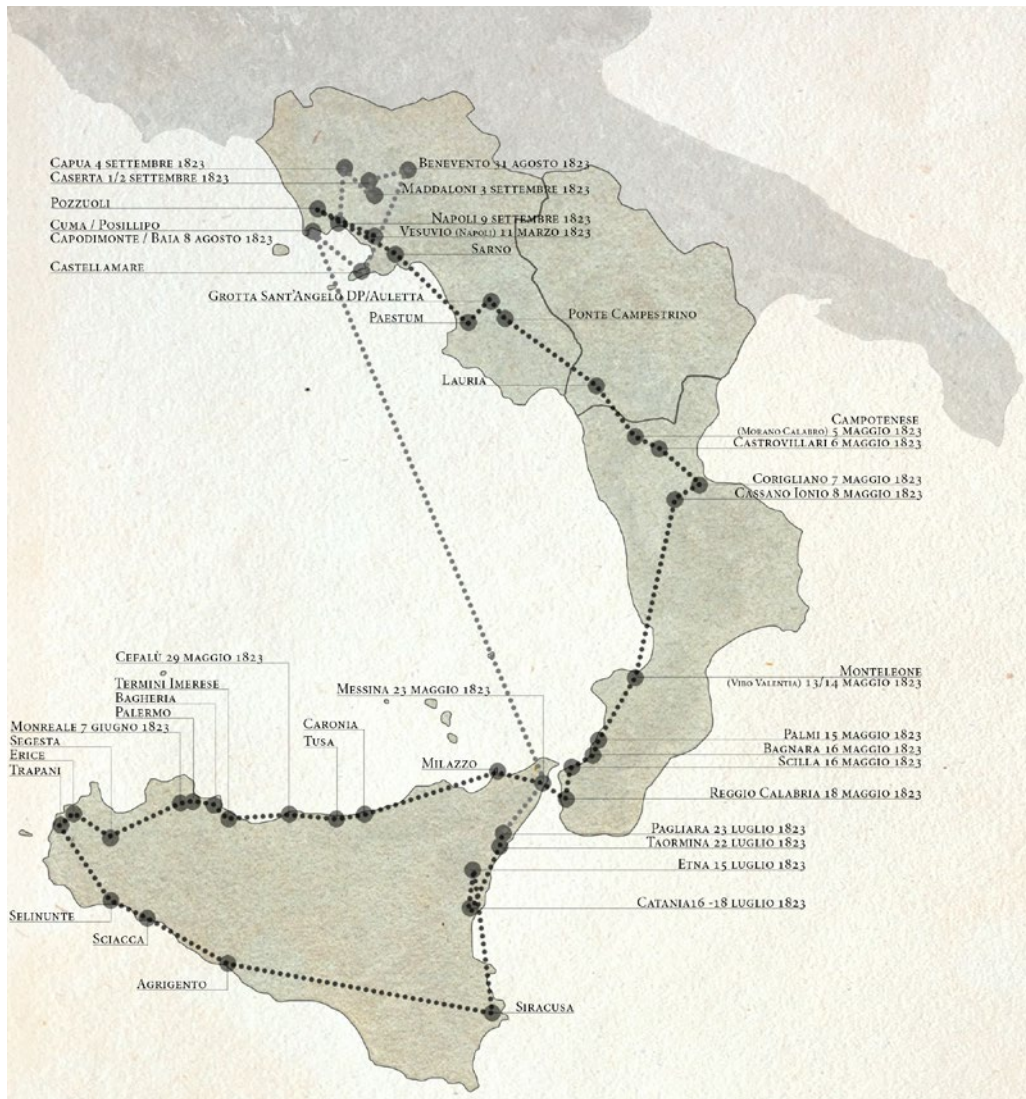 Capua 4 settembre 1823
Benevento 31 agosto 1823
Caserta 1/2 settembre 1823
Maddaloni 3 settembre 1823
Pozzuoli
Napoli 9 settembre 1823
Cuma / Posillipo
Vesuvio (Napoli) 11 marzo 1823
Capodimonte / Baia 8 agosto 1823
Sarno
Castellamare
Grotta Sant'Angelo DP/Auletta
Paestum
Ponte Campestrino
Lauria
Campotenese
(Morano Calabro) 5 maggio 1823
Castrovillari 6 maggio 1823
Corigliano 7 maggio 1823
Cassano Ionio 8 maggio 1823
Cefalù 29 maggio 1823
Monteleone
(Vibo Valentia) 13/14 maggio 1823
Termini Imerese
Messina 23 maggio 1823
Bagheria
Palermo
Monreale 7 giugno 1823
Caronia
Palmi 15 maggio 1823
Segesta
Tusa
Bagnara 16 maggio 1823
Erice
Milazzo
Scilla 16 maggio 1823
Trapani
Reggio Calabria 18 maggio 1823
Pagliara 23 luglio 1823
Taormina 22 luglio 1823
Etna 15 luglio 1823
Catania16 -18 luglio 1823
Selinunte
Sciacca
Agrigento
Siracusa